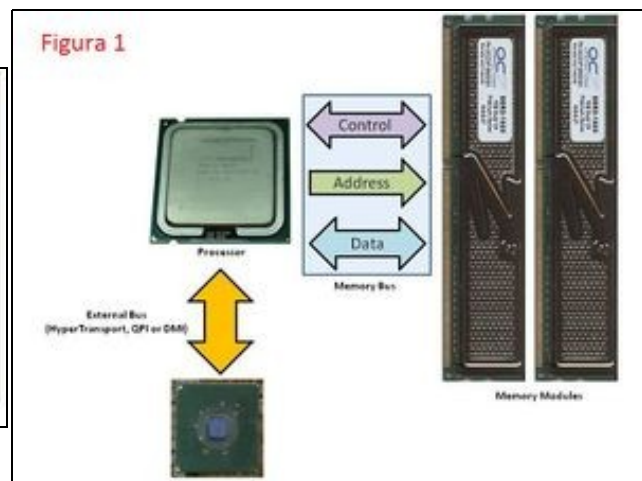 Figura 1
Control
Address
Data
Processor
Memory Bus
External Bus
(HyperTransport, QPI or DMI)
Memory Modules